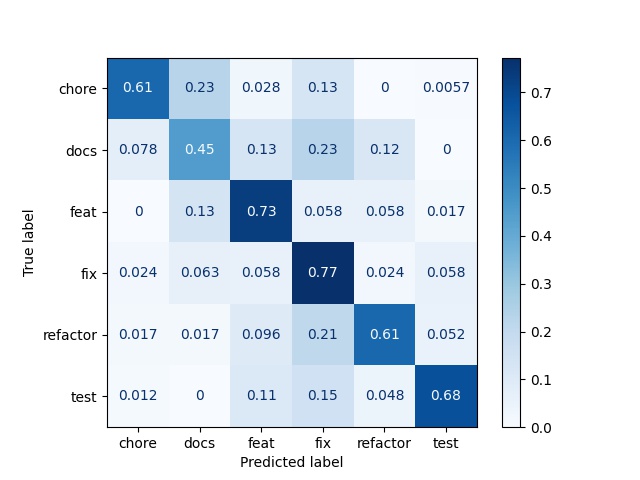 chore 0.61 0.23 0.028 0.13 0 0.0057
docs 0.078 0.45 0.13 0.23 0.12 0
feat 0 0.13 0.73 0.058 0.058 0.017
fix 0.024 0.063 0.058 0.77 0.024 0.058
refactor 0.017 0.017 0.096 0.21 0.61 0.052
test 0.012 0 0.11 0.15 0.048 0.68
chore docs feat fix refactor test
Predicted label
True label
0.7
0.6
0.5
0.4
0.3
0.2
0.1
0.0